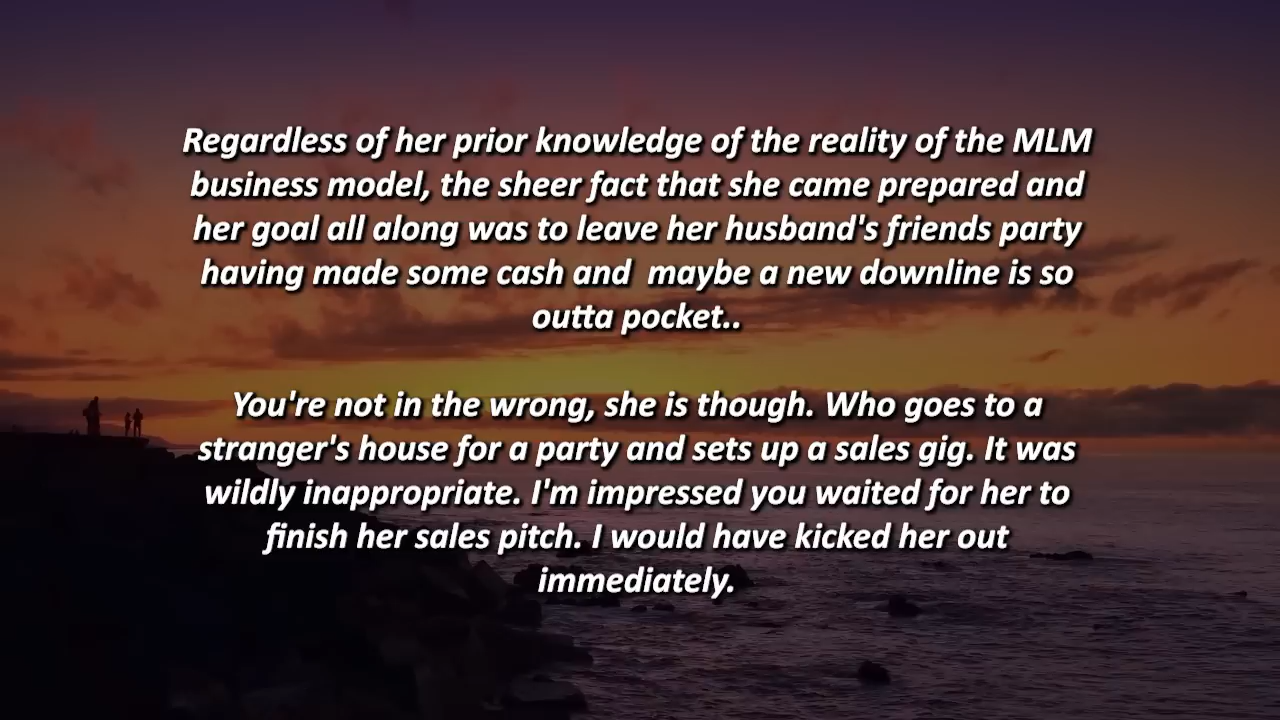 Regardless of her prior knowledge of the reality of the MLM
business model, the sheer fact that she came prepared and
her goal all along was to leave her husband's friends party
having made some cash and  maybe a new downline is so
outta pocket..
You're not in the wrong, she is though. Who goes to a
stranger's house for a party and sets up a sales gig. It was
wildly inappropriate. I'm impressed you waited for her to
finish her sales pitch. I would have kicked her out
immediately.